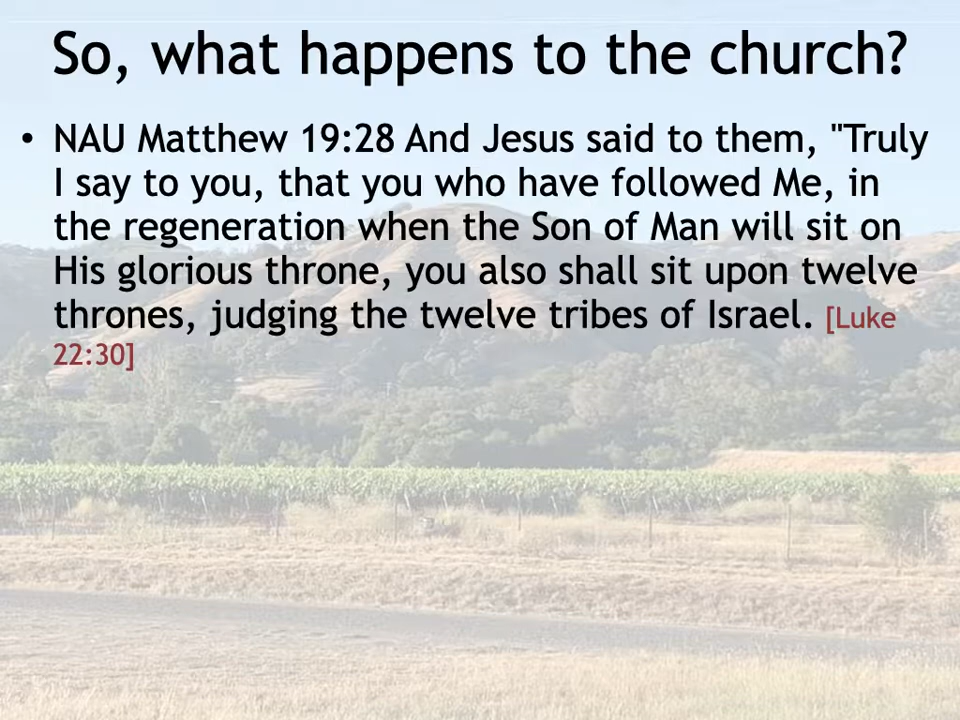 So, what happens to the church?
• NAU Matthew 19:28 And Jesus said to them, "Truly
I say to you, that you who have followed Me, in
the regeneration when the Son of Man will sit on
His glorious throne, you also shall sit upon twelve
thrones, judging the twelve tribes of Israel. [Luke
22:30]